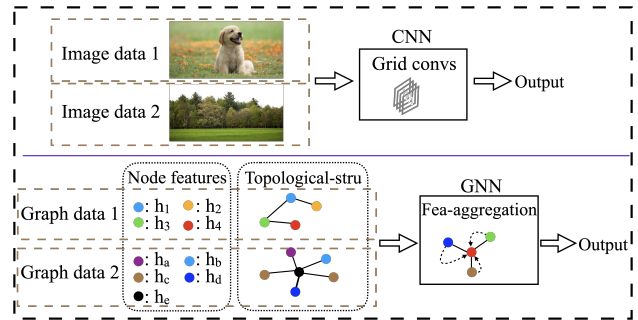 CNN
Image data 1
Grid convs
Output
Image data 2
Node features
Topological-stru
GNN
Graph data 1
: h1
: h2
: h3
: h4
Fea-aggregation
Output
Graph data 2
: ha
: hb
: hc
: hd
: he